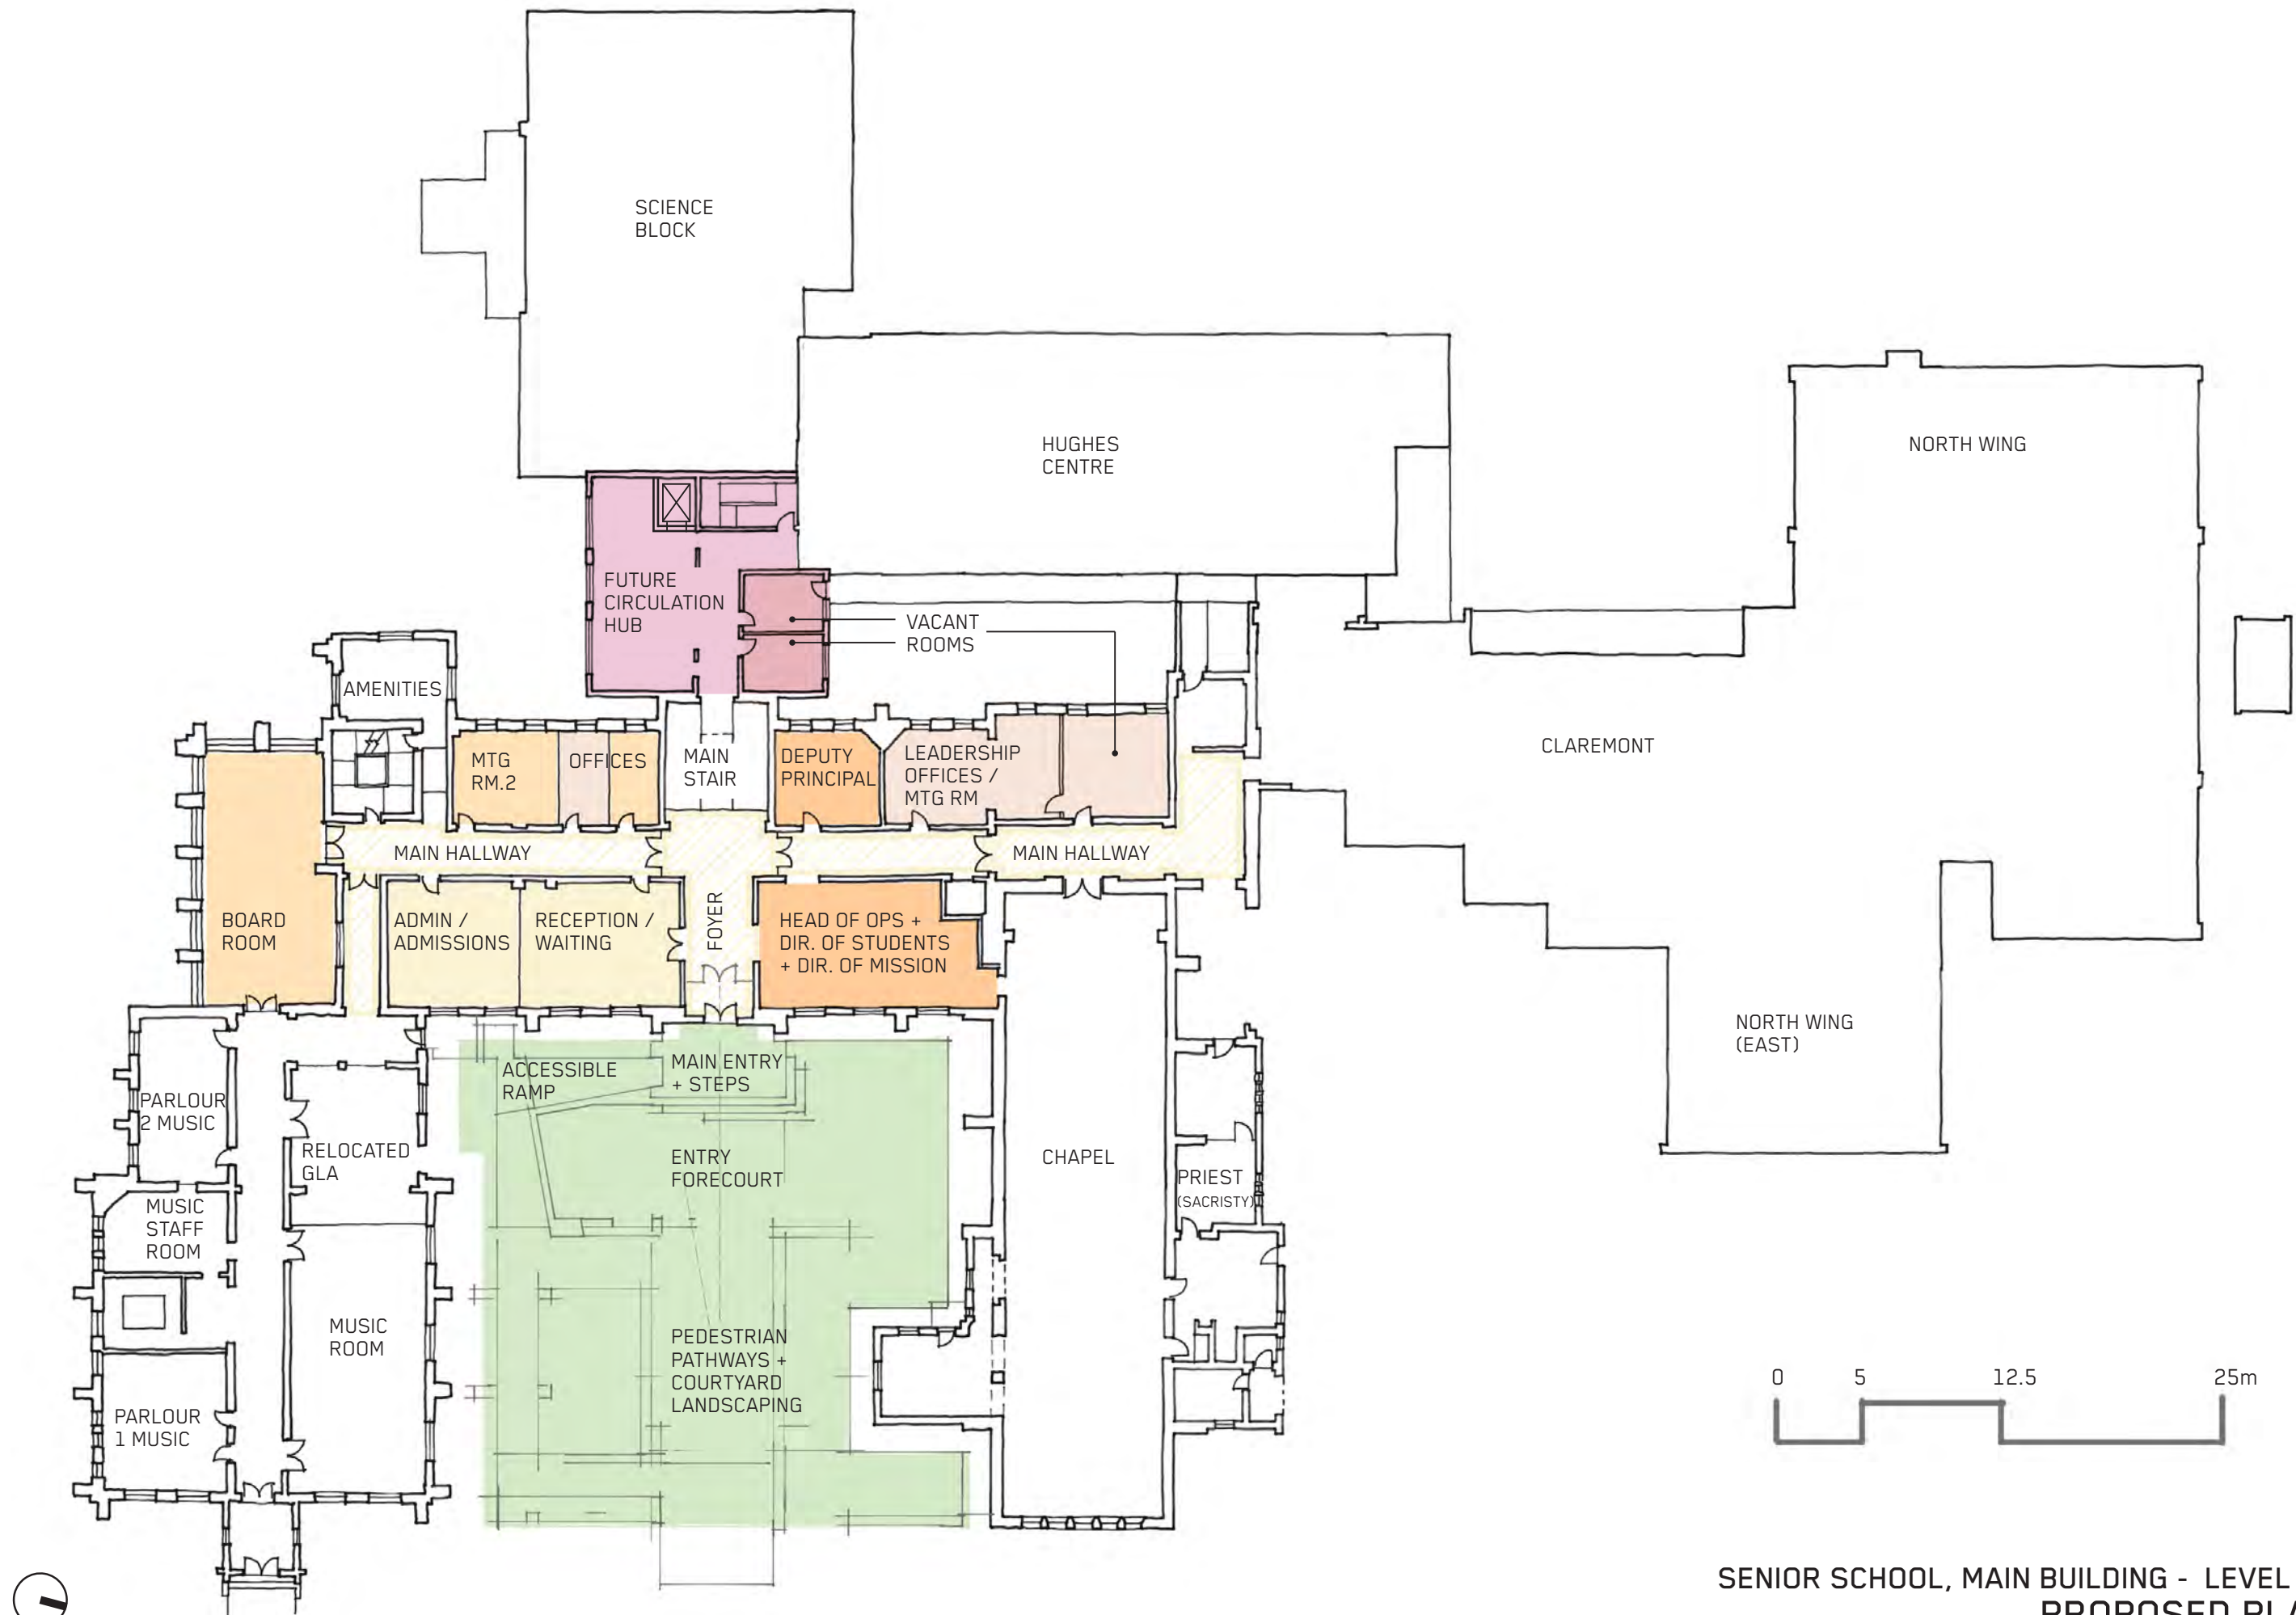 SCIENCE
BLOCK
HUGHES
CENTRE
NORTH WING
FUTURE
CIRCULATION
HUB
VACANT
ROOMS
AMENITIES
MTG
RM.2
OFFICES
MAIN
STAIR
DEPUTY
PRINCIPAL
LEADERSHIP
OFFICES /
MTG RM
CLAREMONT
MAIN HALLWAY
MAIN HALLWAY
BOARD
ROOM
ADMIN /
ADMISSIONS
RECEPTION /
WAITING
FOYER
HEAD OF OPS +
DIR. OF STUDENTS
+ DIR. OF MISSION
NORTH WING
(EAST)
ACCESSIBLE
RAMP
MAIN ENTRY
+ STEPS
PARLOUR
2 MUSIC
RELOCATED
GLA
ENTRY
FORECOURT
CHAPEL
PRIEST
(SACRISTY)
MUSIC
STAFF
ROOM
MUSIC
ROOM
PEDESTRIAN
PATHWAYS +
COURTYARD
LANDSCAPING
PARLOUR
1 MUSIC
0 5 12.5 25m
SENIOR SCHOOL, MAIN BUILDING - LEVEL
PROPOSED